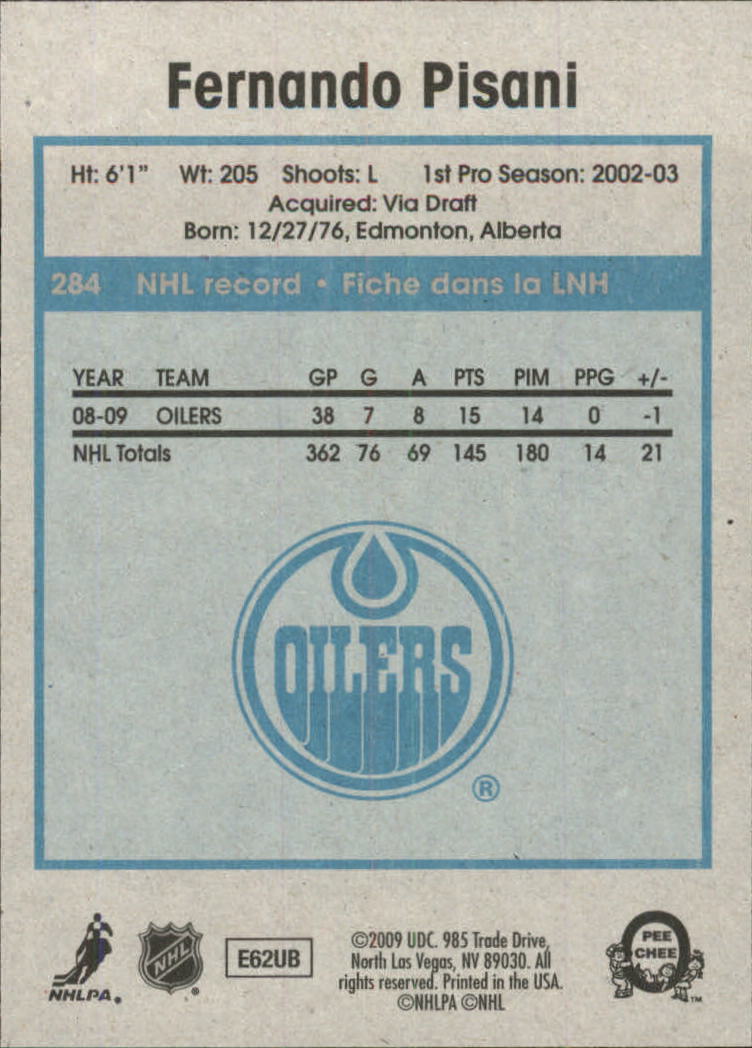 Fernando Pisani
Ht: 6'1" Wt: 205 Shoots: L 1st Pro Season: 2002-03
Acquired: Via Draft
Born: 12/27/76, Edmonton, Alberta
284 NHL record • Fiche dans la LNH
YEAR TEAM GP G A PTS PIM PPG +/-
08-09 OILERS 38 7 8 15 14 0 -1
NHL Totals 362 76 69 145 180 14 21
OILERS
®
NHLPA.
NHL ®
E62UB
©2009 UDC. 985 Trade Drive,
North Las Vegas, NV 89030. All
rights reserved. Printed in the USA.
©NHLPA ©NHL
O
PEE
CHEE
™